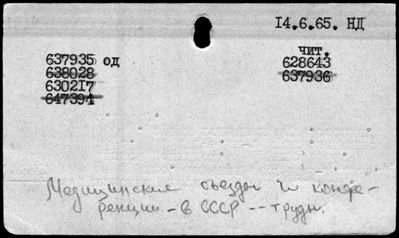 14.6.65. НД
637935 од
чит.
638028
628643
630217
637936
647394
Медицинские съезды и конфе-
ренции - в СССР -- труды.